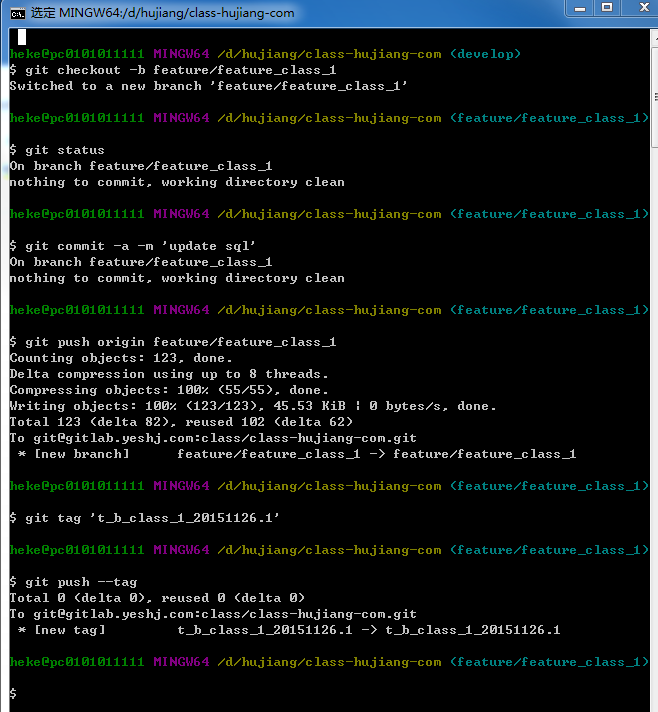 选定 MINGW64:/d/hujiang/class-hujiang-com
heke@pc0101011111 MINGW64 /d/hujiang/class-hujiang-com (develop)
$ git checkout -b feature/feature_class_1
Switched to a new branch 'feature/feature_class_1'
heke@pc0101011111 MINGW64 /d/hujiang/class-hujiang-com (feature/feature_class_1)
$ git status
On branch feature/feature_class_1
nothing to commit, working directory clean
heke@pc0101011111 MINGW64 /d/hujiang/class-hujiang-com (feature/feature_class_1)
$ git commit -a -m 'update sql'
On branch feature/feature_class_1
nothing to commit, working directory clean
heke@pc0101011111 MINGW64 /d/hujiang/class-hujiang-com (feature/feature_class_1)
$ git push origin feature/feature_class_1
Counting objects: 123, done.
Delta compression using up to 8 threads.
Compressing objects: 100% (55/55), done.
Writing objects: 100% (123/123), 45.53 KiB | 0 bytes/s, done.
Total 123 (delta 82), reused 102 (delta 62)
To git@gitlab.yeshj.com:class/class-hujiang-com.git
* [new branch] feature/feature_class_1 -> feature/feature_class_1
heke@pc0101011111 MINGW64 /d/hujiang/class-hujiang-com (feature/feature_class_1)
$ git tag 't_b_class_1_20151126.1'
heke@pc0101011111 MINGW64 /d/hujiang/class-hujiang-com (feature/feature_class_1)
$ git push --tag
Total 0 (delta 0), reused 0 (delta 0)
To git@gitlab.yeshj.com:class/class-hujiang-com.git
* [new tag] t_b_class_1_20151126.1 -> t_b_class_1_20151126.1
heke@pc0101011111 MINGW64 /d/hujiang/class-hujiang-com (feature/feature_class_1)
$